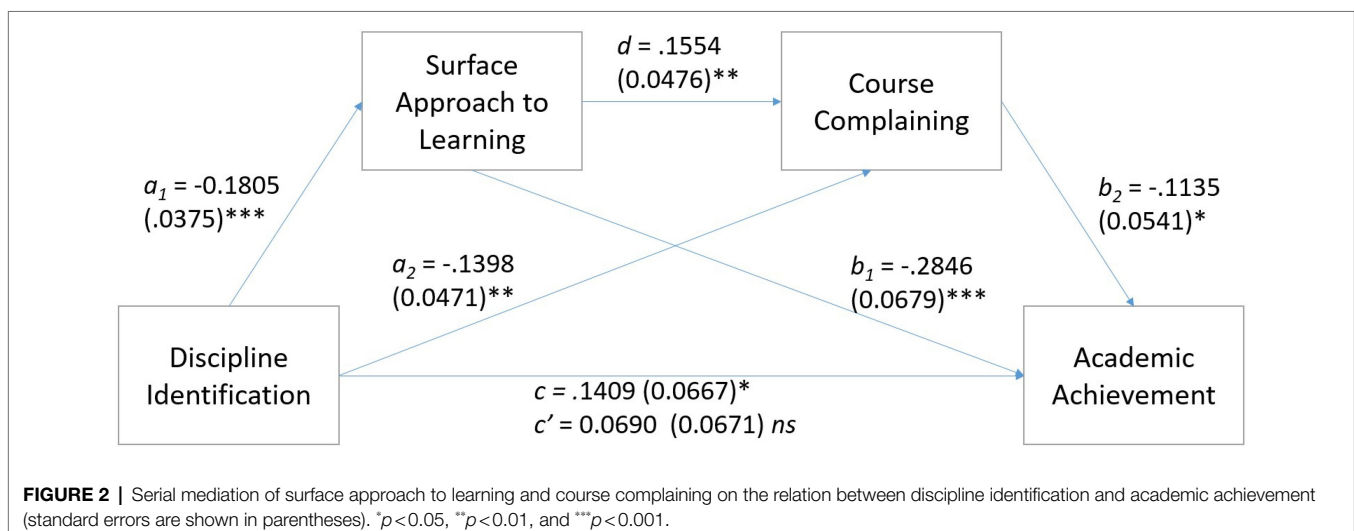 Surface
Approach to
Learning
d = .1554
(0.0476)**
Course
Complaining
a1 = -0.1805
(.0375)***
b2 = -.1135
(0.0541)*
a2 = -.1398
(0.0471)**
b1 = -.2846
(0.0679)***
Discipline
Identification
c = .1409 (0.0667)*
c' = 0.0690 (0.0671) ns
Academic
Achievement
FIGURE 2 | Serial mediation of surface approach to learning and course complaining on the relation between discipline identification and academic achievement
(standard errors are shown in parentheses). *p<0.05, **p<0.01, and ***p<0.001.